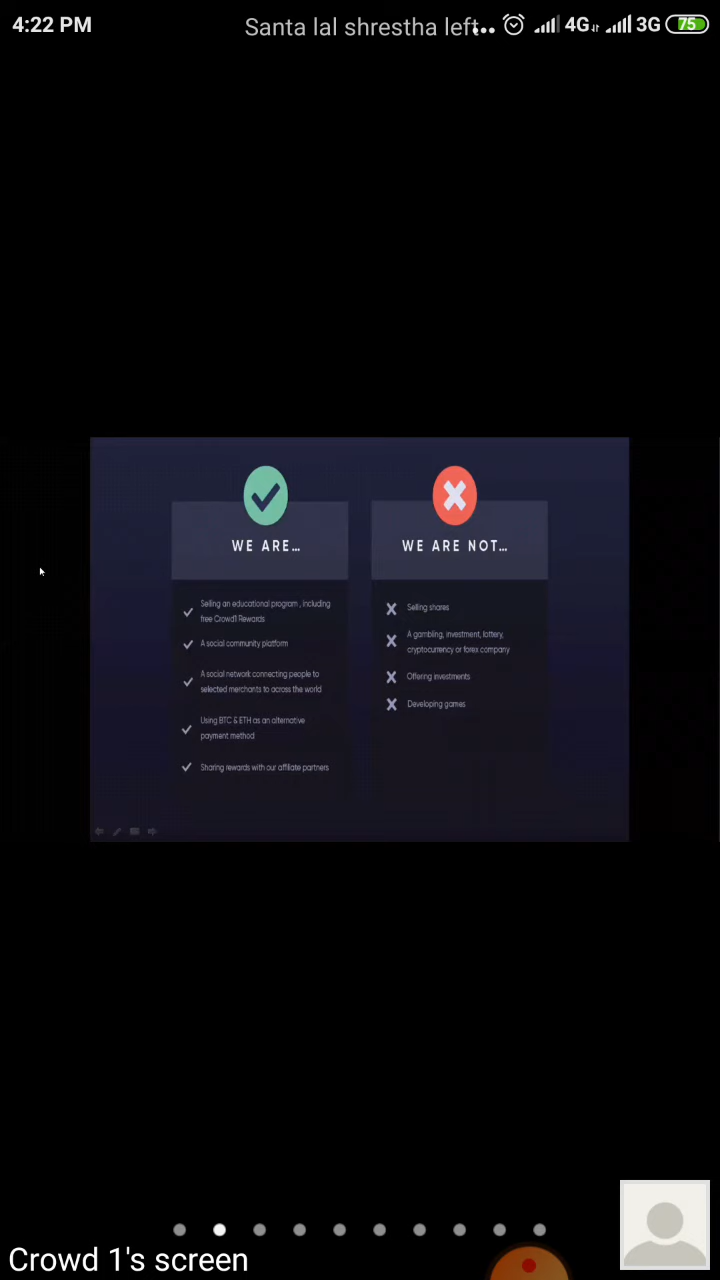 4:22 PM
Santa lal shrestha left...
4G
3G
75
WE ARE...
Selling an educational program , including
free Crowd1 Rewards
A social community platform
A social network connecting people to
selected merchants to across the world
Using BTC & ETH as an alternative
payment method
Sharing rewards with our affiliate partners
WE ARE NOT...
Selling shares
A gambling, investment, lottery,
cryptocurrency or forex company
Offering investments
Developing games
Crowd 1's screen